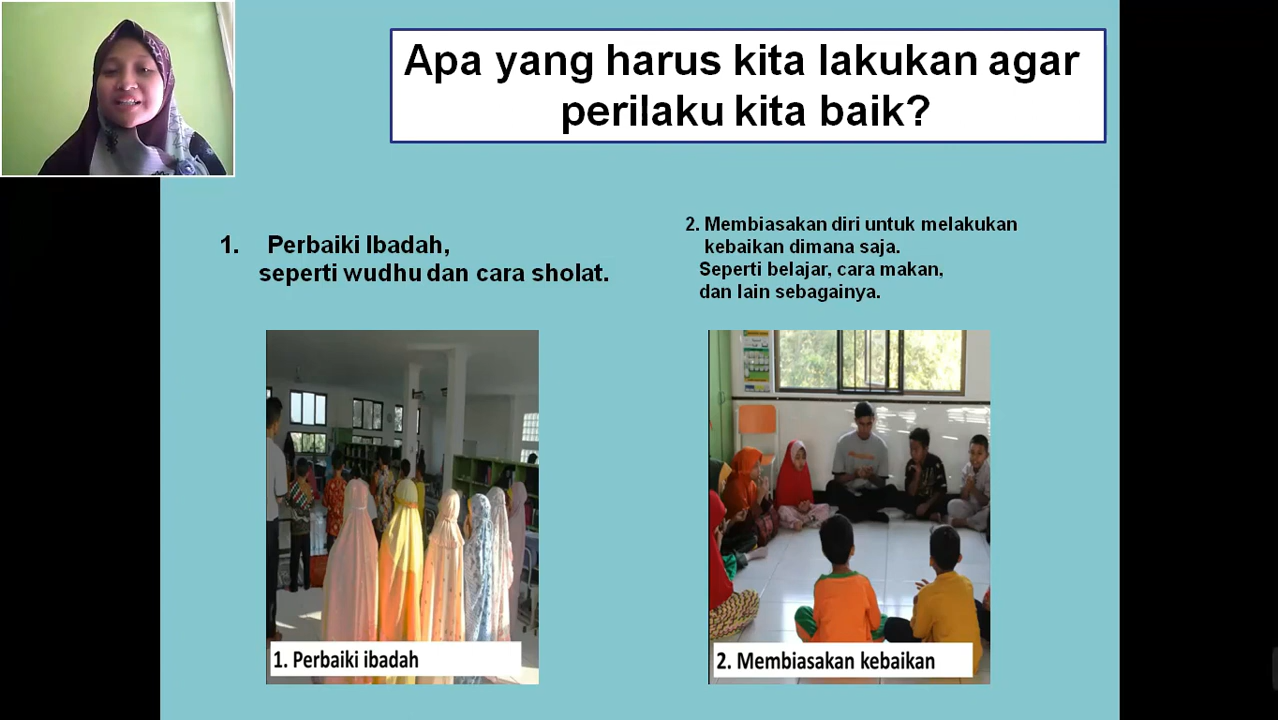 Apa yang harus kita lakukan agar
perilaku kita baik?
1. Perbaiki Ibadah,
seperti wudhu dan cara sholat.
2. Membiasakan diri untuk melakukan
kebaikan dimana saja.
Seperti belajar, cara makan,
dan lain sebagainya.
1. Perbaiki ibadah
2. Membiasakan kebaikan